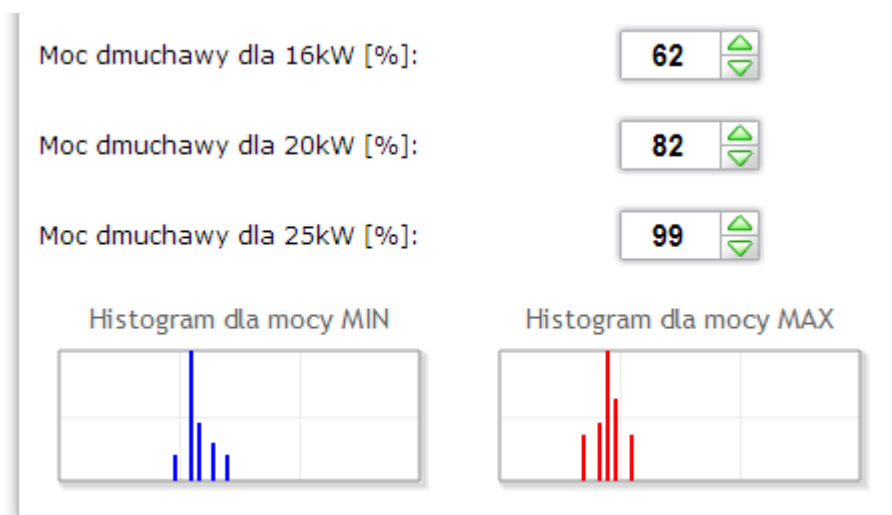 Moc dmuchawy dla 16kW [%]: 62
Moc dmuchawy dla 20kW [%]: 82
Moc dmuchawy dla 25kW [%]: 99
Histogram dla mocy MIN Histogram dla mocy MAX